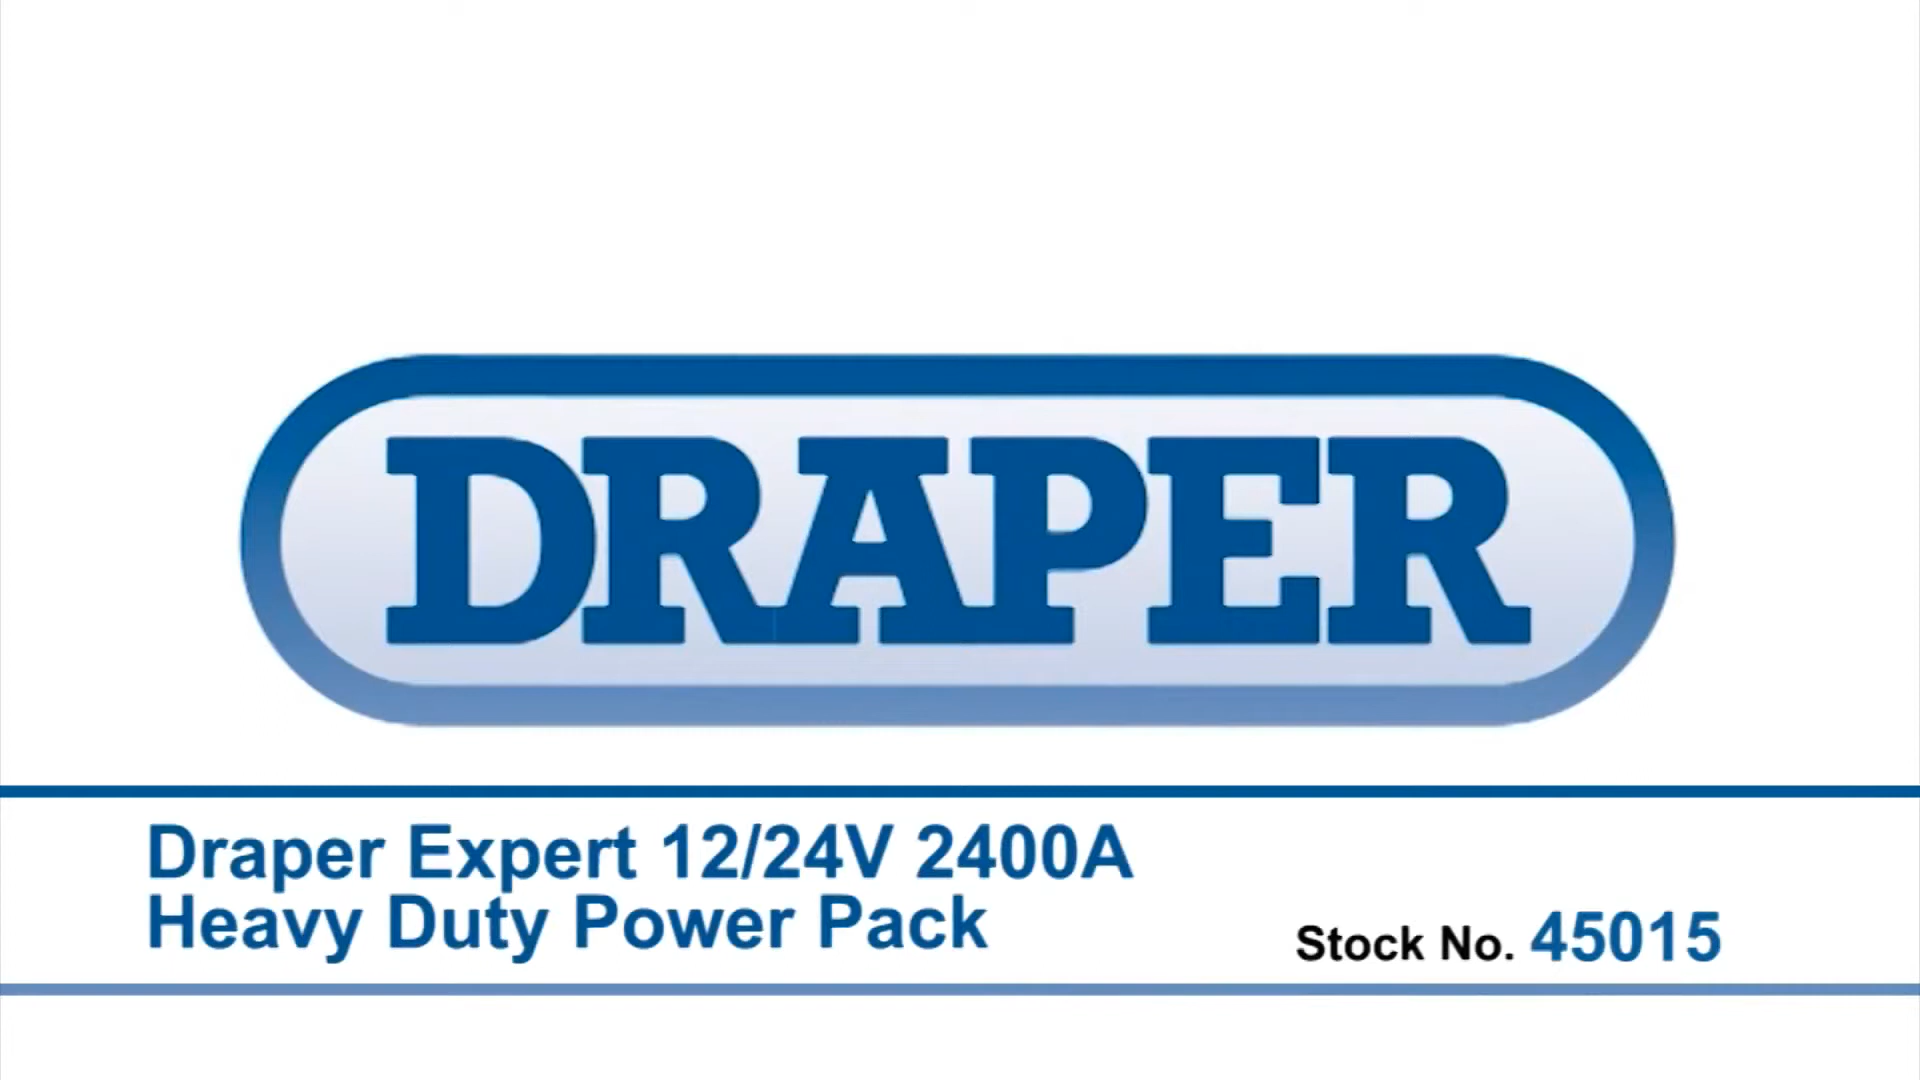 DRAPER
Draper Expert 12/24V 2400A
Heavy Duty Power Pack
Stock No. 45015